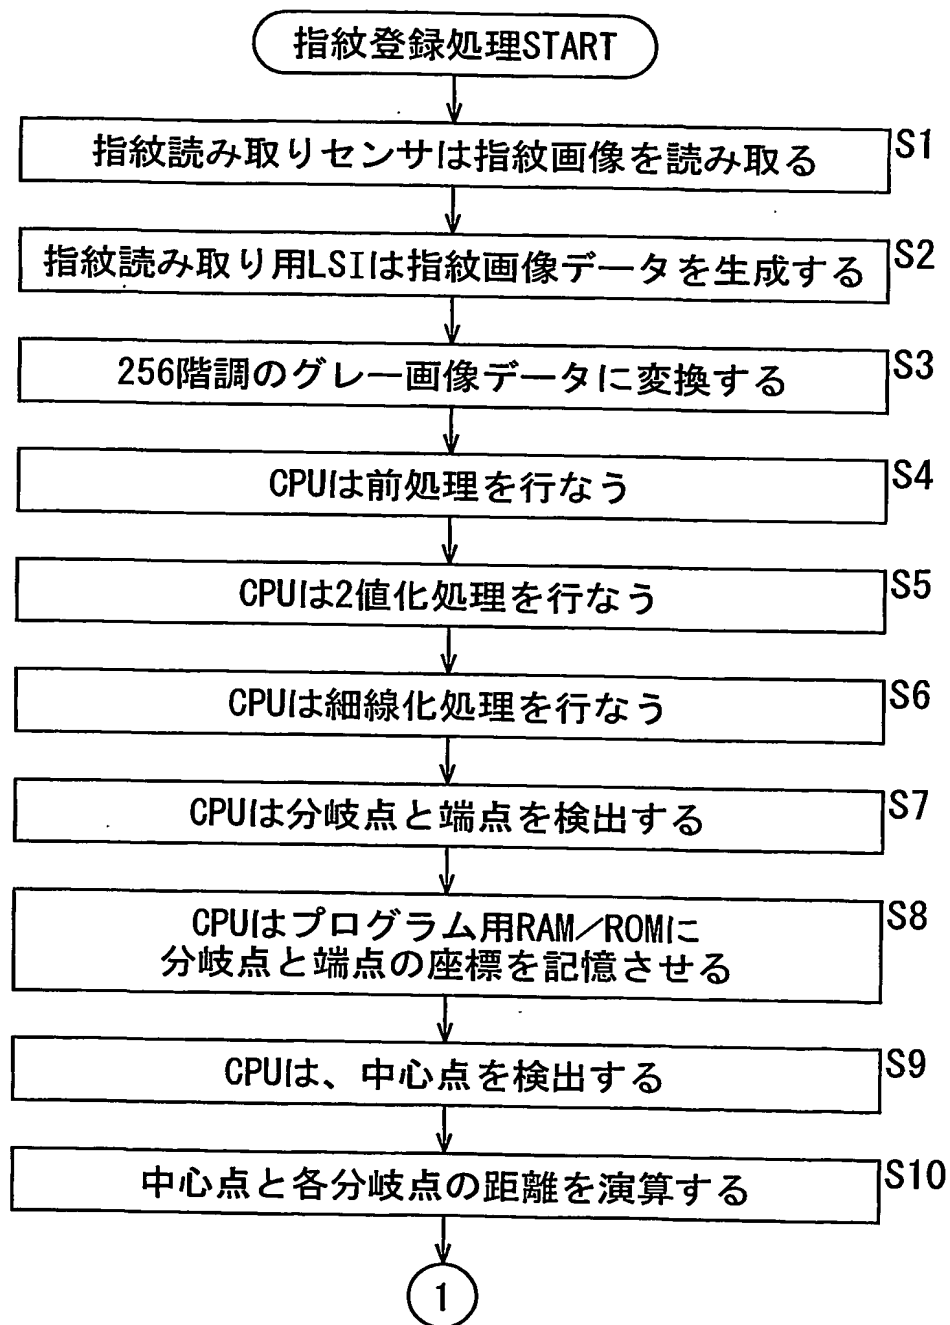 指紋登録処理START
指紋読み取りセンサは指紋画像を読み取る
S1
指紋読み取り用LSIは指紋画像データを生成する
S2
256階調のグレー画像データに変換する
S3
CPUは前処理を行なう
S4
CPUは2値化処理を行なう
S5
CPUは細線化処理を行なう
S6
CPUは分岐点と端点を検出する
S7
CPUはプログラム用RAM／ROMに
分岐点と端点の座標を記憶させる
S8
CPUは、中心点を検出する
S9
中心点と各分岐点の距離を演算する
S10
1